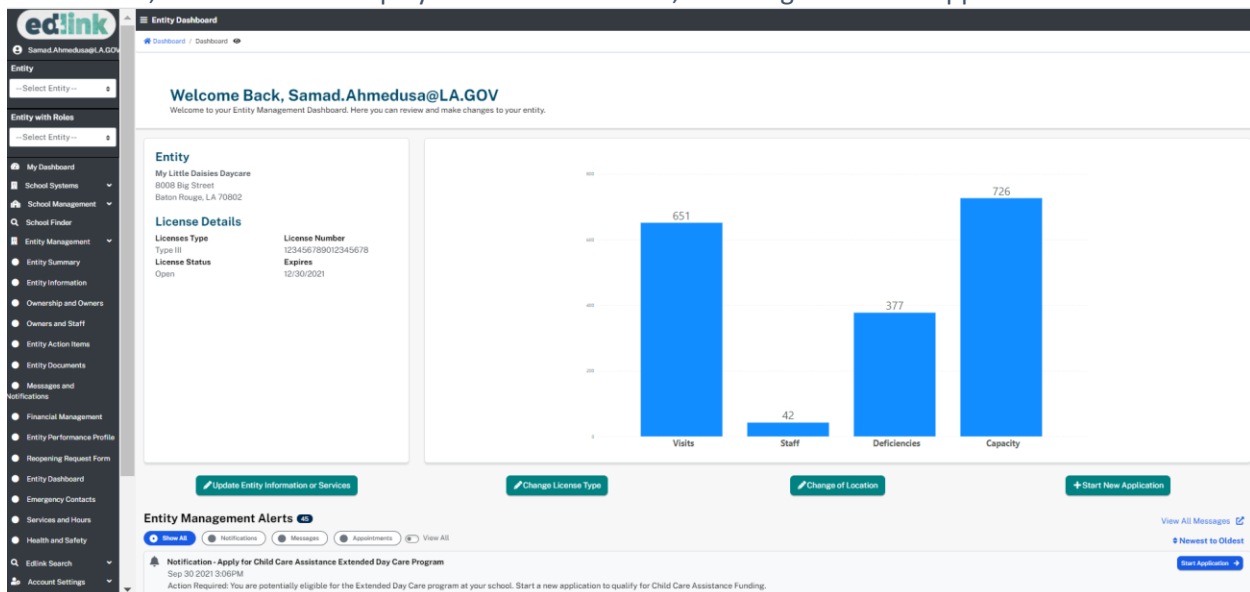 edlink
Entity Dashboard
Samad.Ahmedusa@LA.GOV
Dashboard / Dashboard
Entity
--Select Entity--
Entity with Roles
--Select Entity--
My Dashboard
School Systems
School Management
School Finder
Entity Management
Entity Summary
Entity Information
Ownership and Owners
Owners and Staff
Entity Action Items
Entity Documents
Messages and
Notifications
Financial Management
Entity Performance Profile
Reopening Request Form
Entity Dashboard
Emergency Contacts
Services and Hours
Health and Safety
Edlink Search
Account Settings
Welcome Back, Samad.Ahmedusa@LA.GOV
Welcome to your Entity Management Dashboard. Here you can review and make changes to your entity.
Entity
My Little Daisies Daycare
8008 Big Street
Baton Rouge, LA 70802
License Details
Licenses Type License Number
Type III 123456789012345678
License Status Expires
Open 12/30/2021
800
726
651
600
400
377
200
42
0
Visits Staff Deficiencies Capacity
Update Entity Information or Services Change License Type Change of Location Start New Application
Entity Management Alerts 45
View All Messages
Show All Notifications Messages Appointments View All
Newest to Oldest
Notification - Apply for Child Care Assistance Extended Day Care Program
Sep 30 2021 3:06PM
Start Application
Action Required: You are potentially eligible for the Extended Day Care program at your school. Start a new application to qualify for Child Care Assistance Funding.